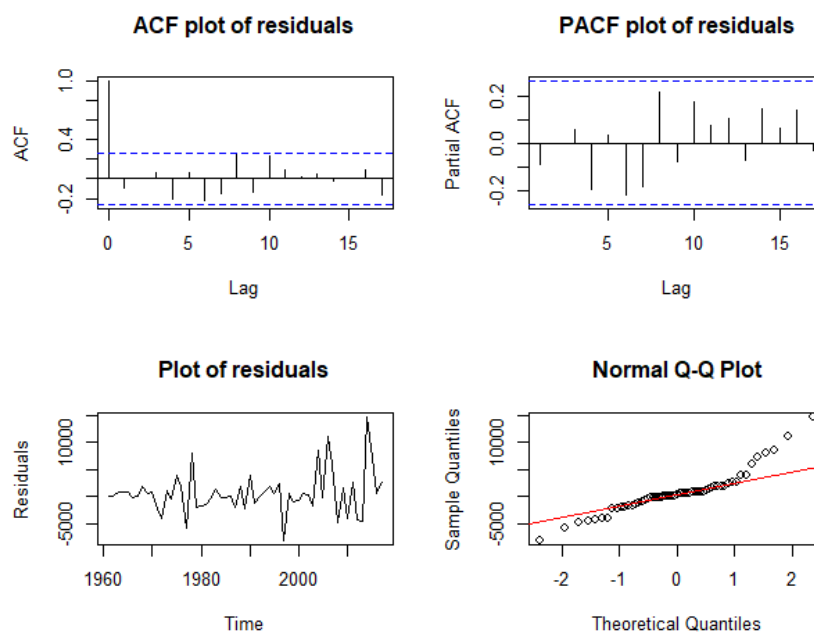 ACF plot of residuals
ACF
-0.2 0.4 1.0
0 5 10 15
Lag
PACF plot of residuals
Partial ACF
-0.2 0.0 0.2
5 10 15
Lag
Plot of residuals
Residuals
-5000 10000
1960 1980 2000
Time
Normal Q-Q Plot
Sample Quantiles
-5000 10000
-2 -1 0 1 2
Theoretical Quantiles